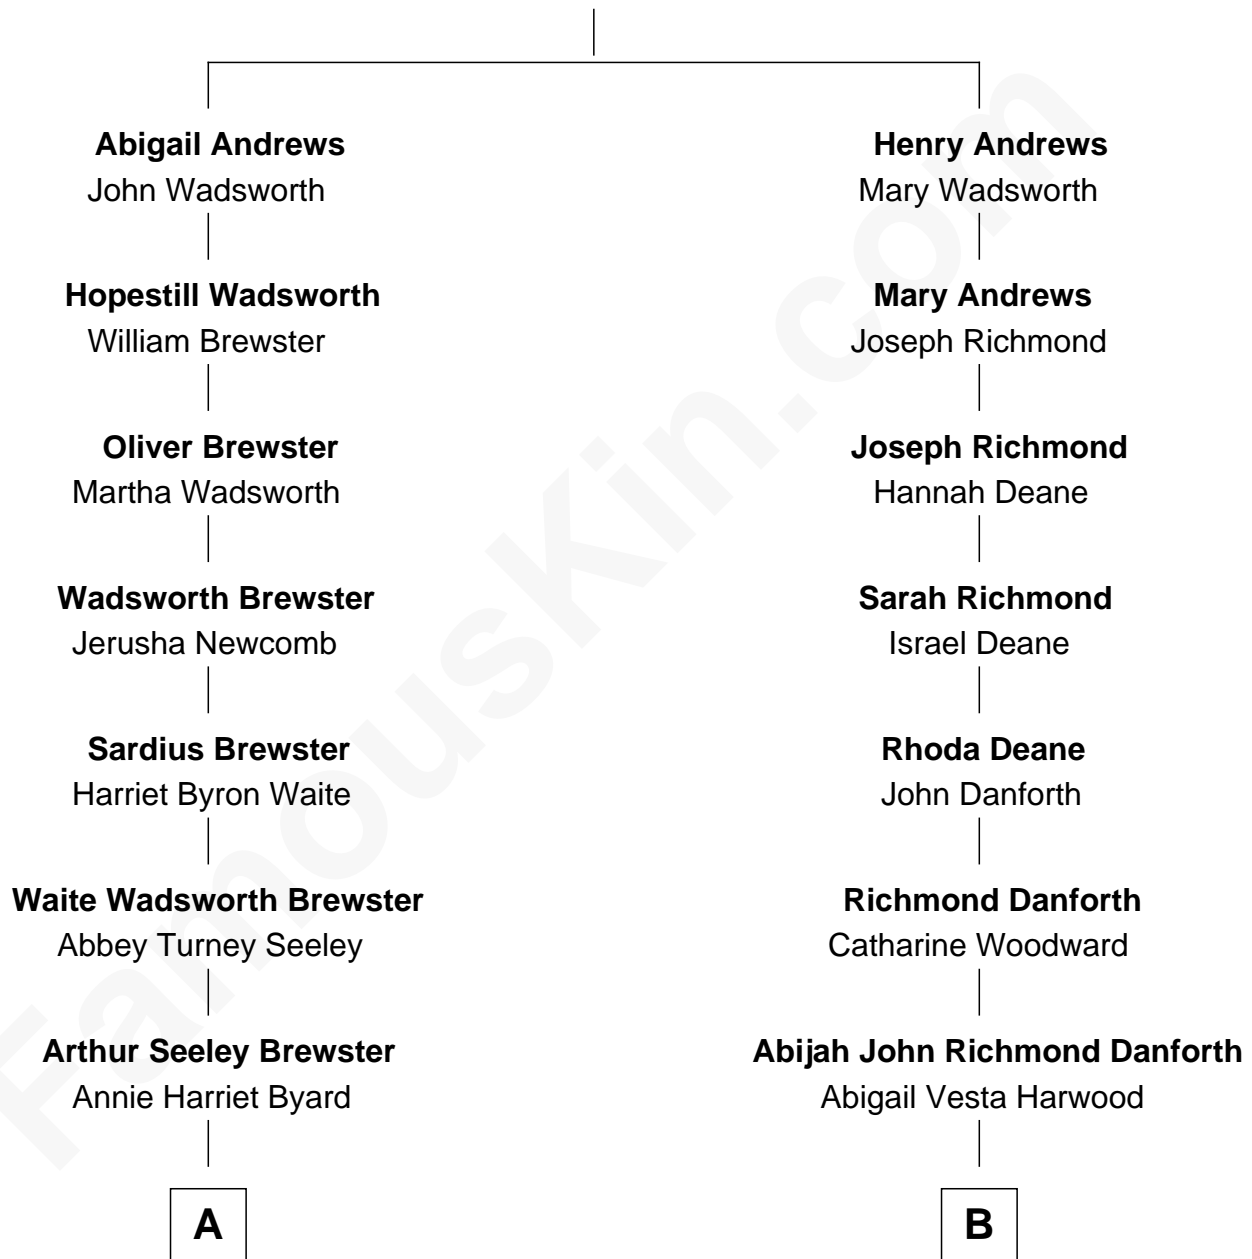 Abigail Andrews
John Wadsworth
Hopestill Wadsworth
William Brewster
Oliver Brewster
Martha Wadsworth
Wadsworth Brewster
Jerusha Newcomb
Sardius Brewster
Harriet Byron Waite
Waite Wadsworth Brewster
Abbey Turney Seeley
Arthur Seeley Brewster
Annie Harriet Byard
A
Henry Andrews
Mary Wadsworth
Mary Andrews
Joseph Richmond
Joseph Richmond
Hannah Deane
Sarah Richmond
Israel Deane
Rhoda Deane
John Danforth
Richmond Danforth
Catharine Woodward
Abijah John Richmond Danforth
Abigail Vesta Harwood
B
FamousKin.com